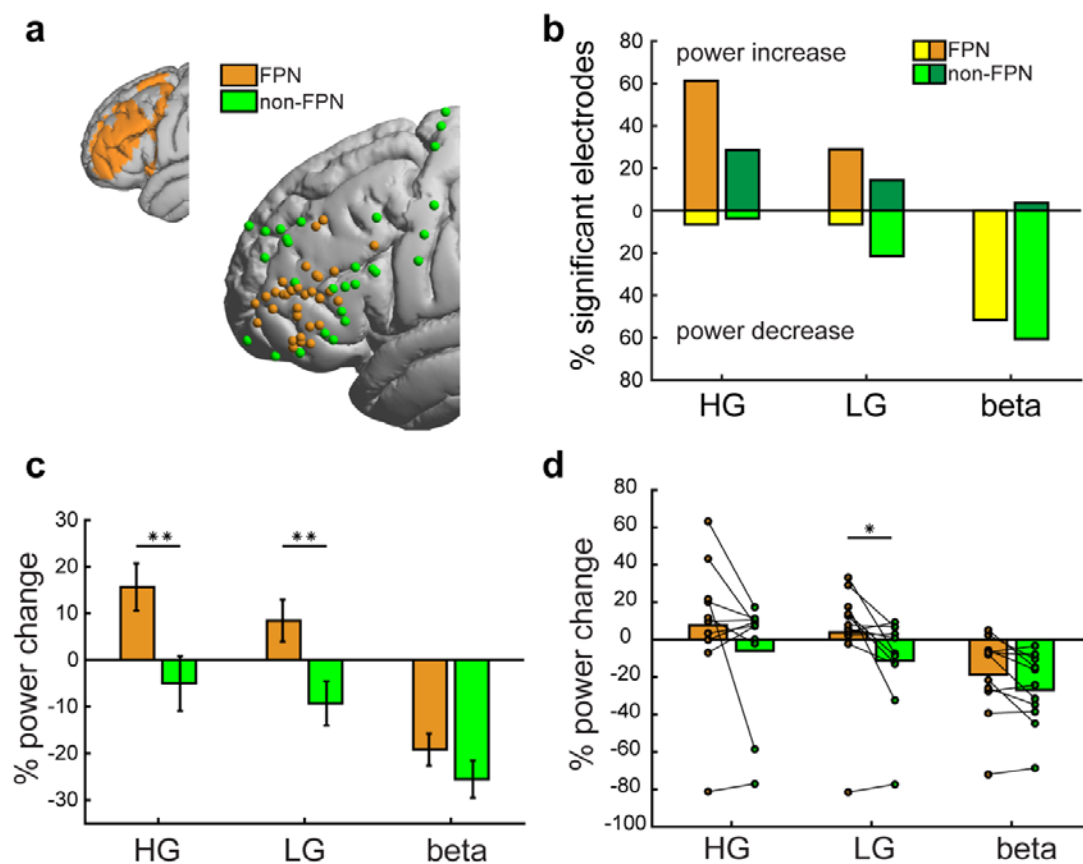 a
FPN
non-FPN
b
% significant electrodes
80
60
40
20
0
20
40
60
80
power increase
power decrease
FPN
non-FPN
HG LG beta
c
% power change
30
20
10
0
-10
-20
-30
** **
HG LG beta
d
% power change
80
60
40
20
0
-20
-40
-60
-80
-100
*
HG LG beta